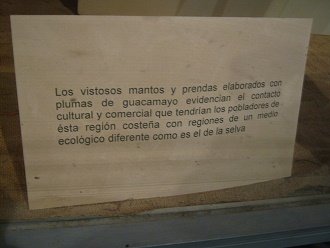 Los vistosos mantos y prendas elaborados con
plumas de guacamayo evidencian el contacto
cultural y comercial que tendrían los pobladores de
ésta región costeña con regiones de un medio
ecológico diferente como es el de la selva